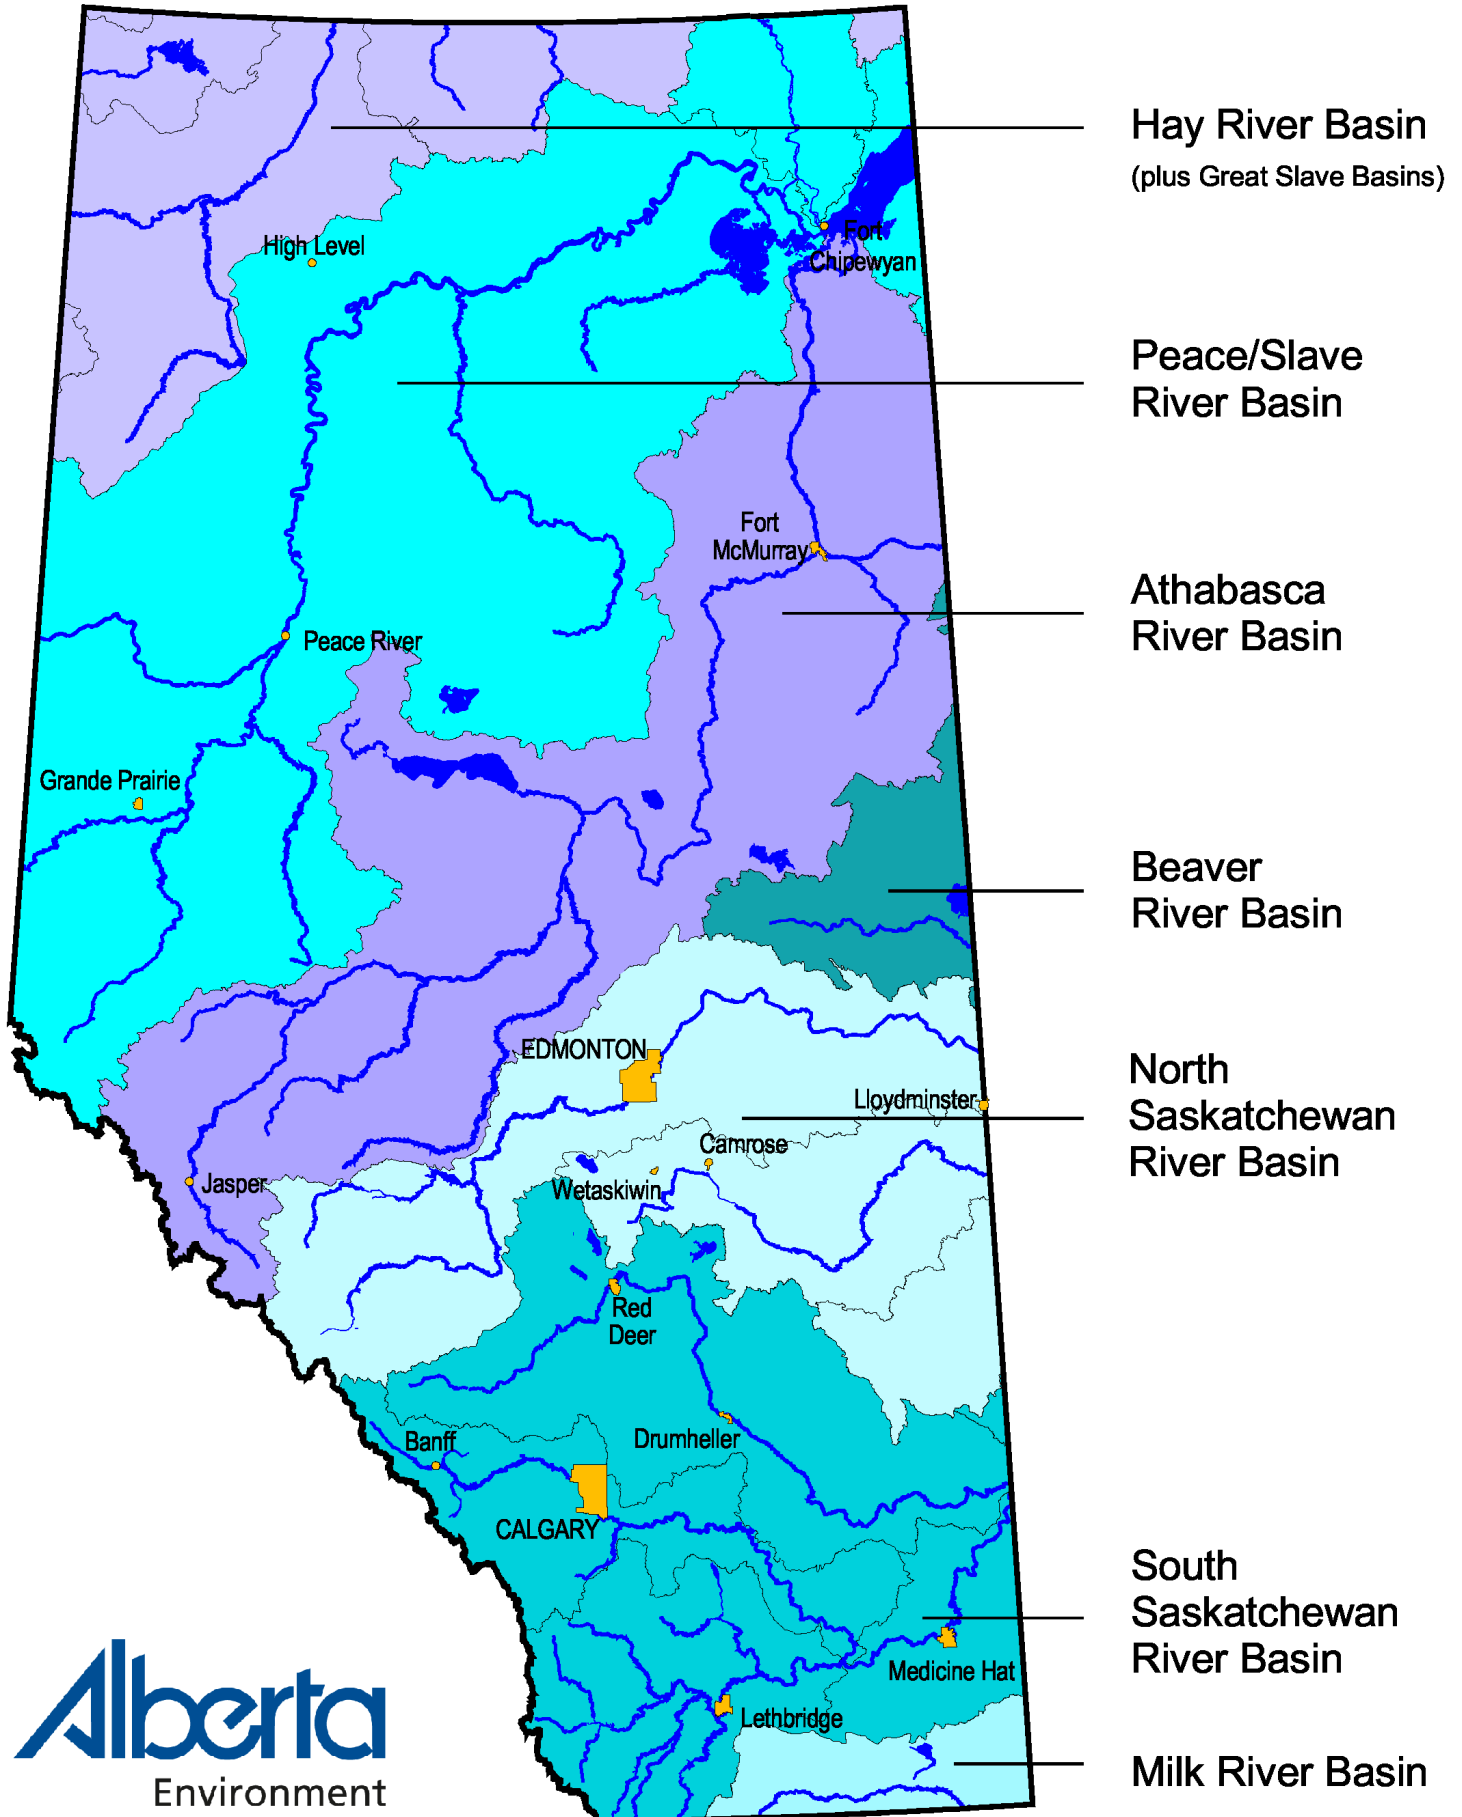 Hay River Basin
(plus Great Slave Basins)
High Level
Fort
Chipewyan
Peace/Slave
River Basin
Fort
McMurray
Athabasca
River Basin
Peace River
Grande Prairie
Beaver
River Basin
EDMONTON
North
Saskatchewan
River Basin
Lloydminster
Camrose
Jasper
Wetaskiwin
Red
Deer
Drumheller
Banff
CALGARY
South
Saskatchewan
River Basin
Medicine Hat
Lethbridge
Milk River Basin
Alberta
Environment